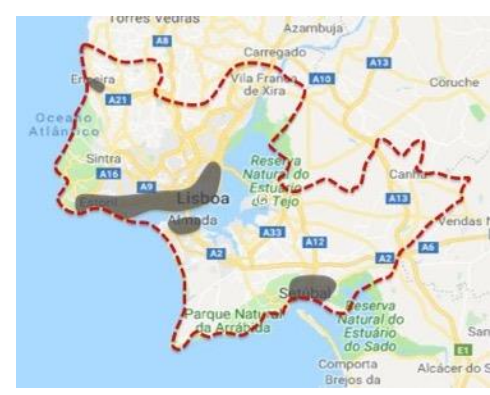 Torres Vedras
Azambuja
A8
Carregado
A13
Vila Franca
de Xira
A10
Coruche
Ericeira
A21
Oceano
Atlântico
Sintra
Reserva
Natural do
Estuário
do Tejo
Canha
A16
A9
A13
Estoril
Lisboa
Almada
Vendas N
A33
A12
A6
A2
A2
Setúbal
Parque Natural
da Arrábida
Reserva
Natural do
Estuário
do Sado
San
E1
Comporta
Alcácer do S
Brejos da